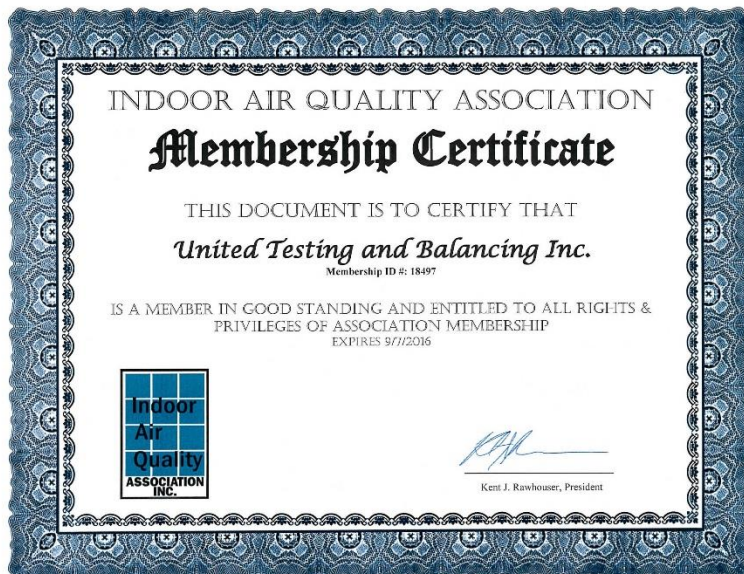 INDOOR AIR QUALITY ASSOCIATION
Membership Certificate
THIS DOCUMENT IS TO CERTIFY THAT
United Testing and Balancing Inc.
Membership ID #: 18497
IS A MEMBER IN GOOD STANDING AND ENTITLED TO ALL RIGHTS &
PRIVILEGES OF ASSOCIATION MEMBERSHIP
EXPIRES 9/7/2016
Indoor
Air
Quality
ASSOCIATION
INC.
Kent J. Rawhouser, President